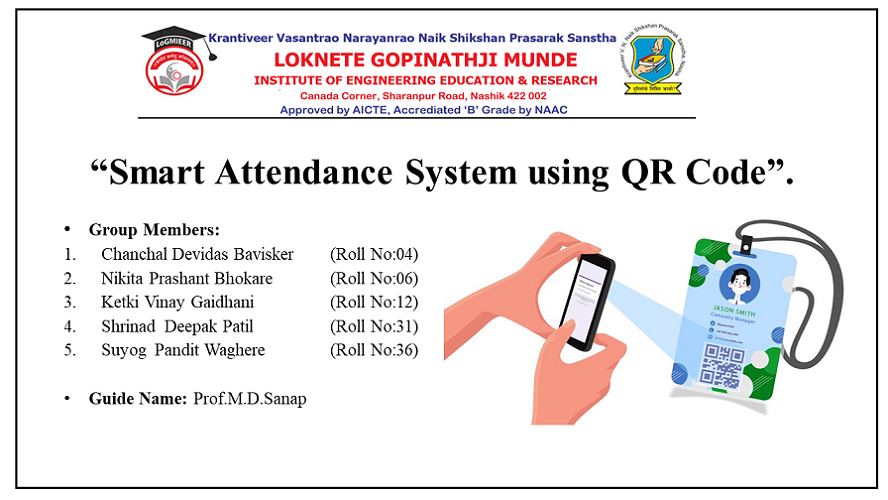 LoGMIEER
Krantiveer Vasantrao Narayanrao Naik Shikshan Prasarak Sanstha
LOKNETE GOPINATHJI MUNDE
INSTITUTE OF ENGINEERING EDUCATION & RESEARCH
Canada Corner, Sharanpur Road, Nashik 422 002
Approved by AICTE, Accrediated ‘B’ Grade by NAAC
“Smart Attendance System using QR Code”.
• Group Members:
1. Chanchal Devidas Bavisker (Roll No:04)
2. Nikita Prashant Bhokare (Roll No:06)
3. Ketki Vinay Gaidhani (Roll No:12)
4. Shrinad Deepak Patil (Roll No:31)
5. Suyog Pandit Waghere (Roll No:36)
• Guide Name: Prof.M.D.Sanap
JASON SMITH
Manager